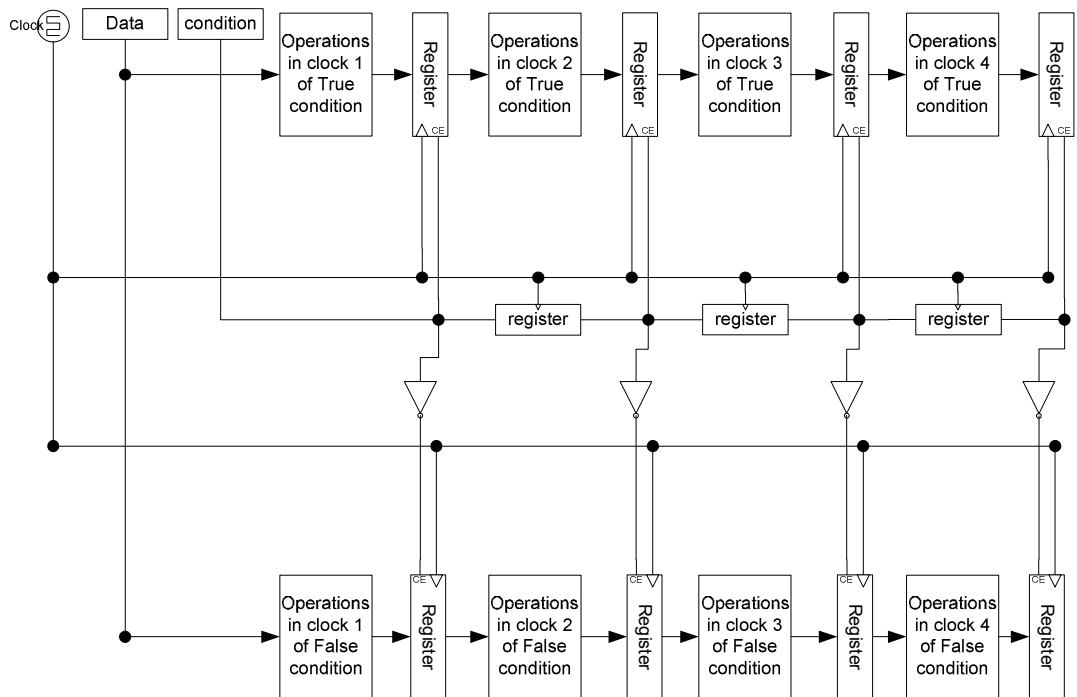 Clock
Data
condition
Operations
in clock 1
of True
condition
Register
CE
Operations
in clock 2
of True
condition
Register
CE
Operations
in clock 3
of True
condition
Register
CE
Operations
in clock 4
of True
condition
Register
CE
register
register
register
Operations
in clock 1
of False
condition
CE
Register
Operations
in clock 2
of False
condition
CE
Register
Operations
in clock 3
of False
condition
CE
Register
Operations
in clock 4
of False
condition
CE
Register